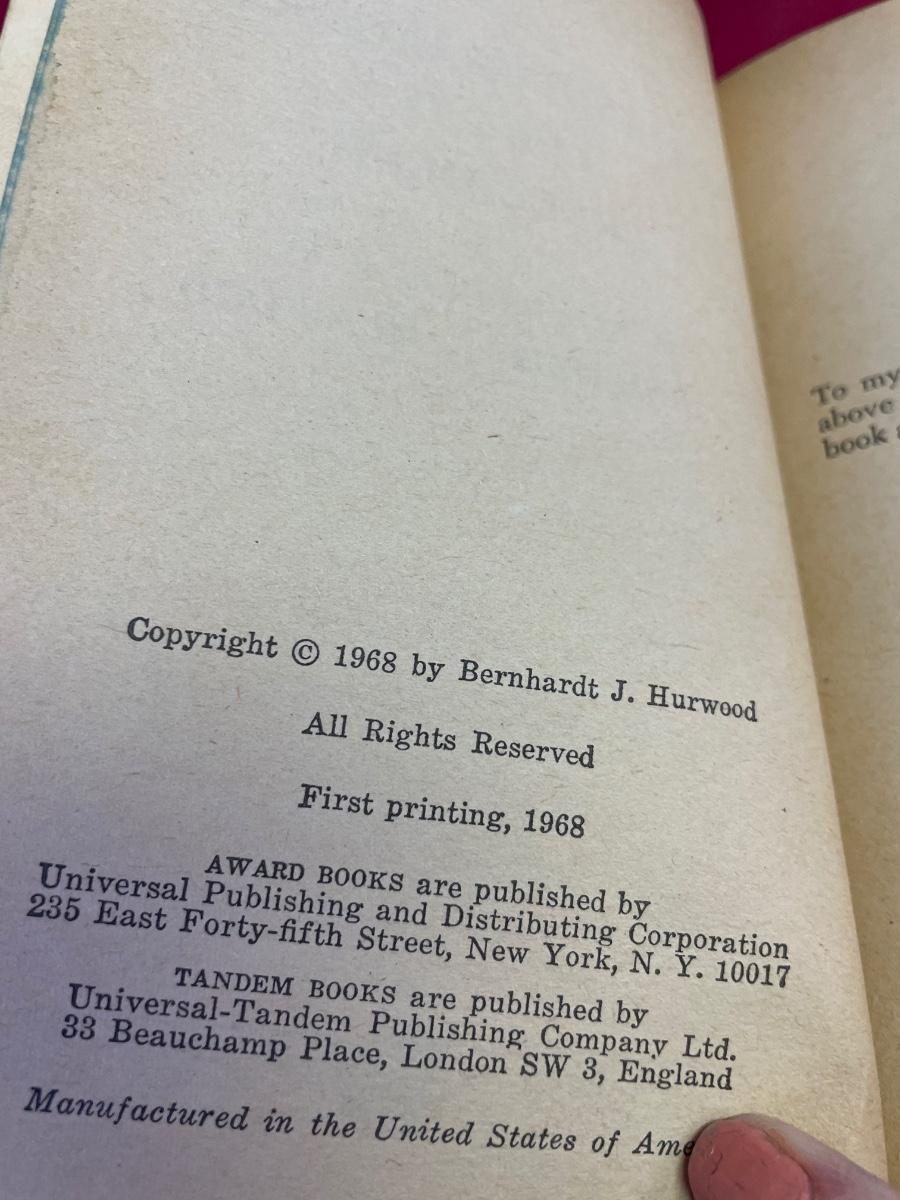 Copyright © 1968 by Bernhardt J. Hurwood
All Rights Reserved
First printing, 1968
AWARD BOOKS are published by
Universal Publishing and Distributing Corporation
235 East Forty-fifth Street, New York, N. Y. 10017
TANDEM BOOKS are published by
Universal-Tandem Publishing Company Ltd.
33 Beauchamp Place, London SW 3, England
Manufactured in the United States of Ame
To my
above
book